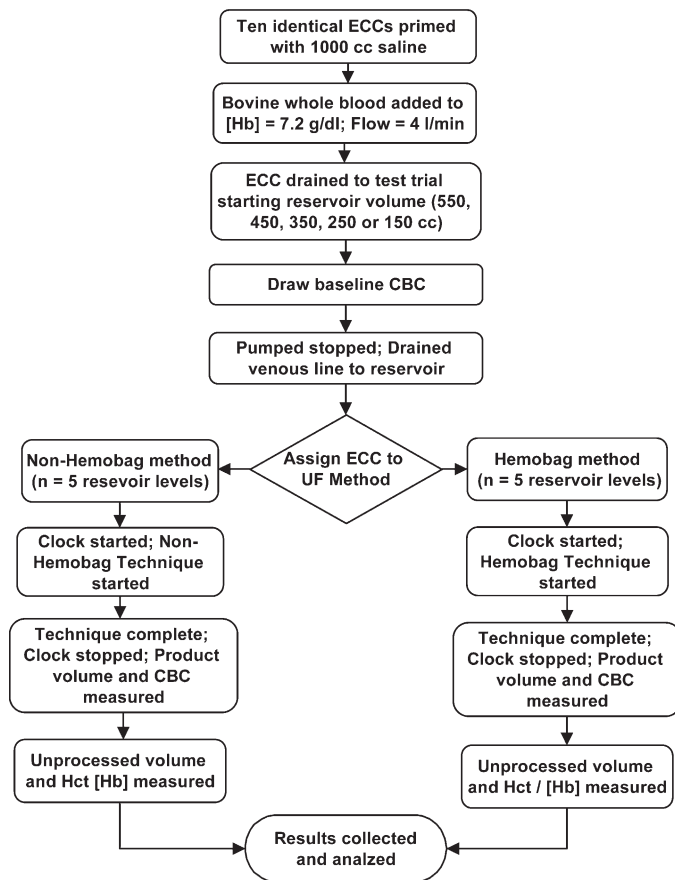 Ten identical ECCs primed
with 1000 cc saline
Bovine whole blood added to
[Hb] = 7.2 g/dl; Flow = 4 l/min
ECC drained to test trial
starting reservoir volume (550,
450, 350, 250 or 150 cc)
Draw baseline CBC
Pumped stopped; Drained
venous line to reservoir
Assign ECC to
UF Method
Non-Hemobag method
(n = 5 resevoir levels)
Clock started; Non-
Hemobag Technique
started
Technique complete;
Clock stopped; Product
volume and CBC
measured
Unprocessed volume
and Hct [Hb] measured
Hemobag method
(n = 5 reservoir levels)
Clock started;
Hemobag Technique
started
Technique complete;
Clock stopped; Product
volume and CBC
measured
Unprocessed volume
and Hct / [Hb] measured
Results collected
and analzed